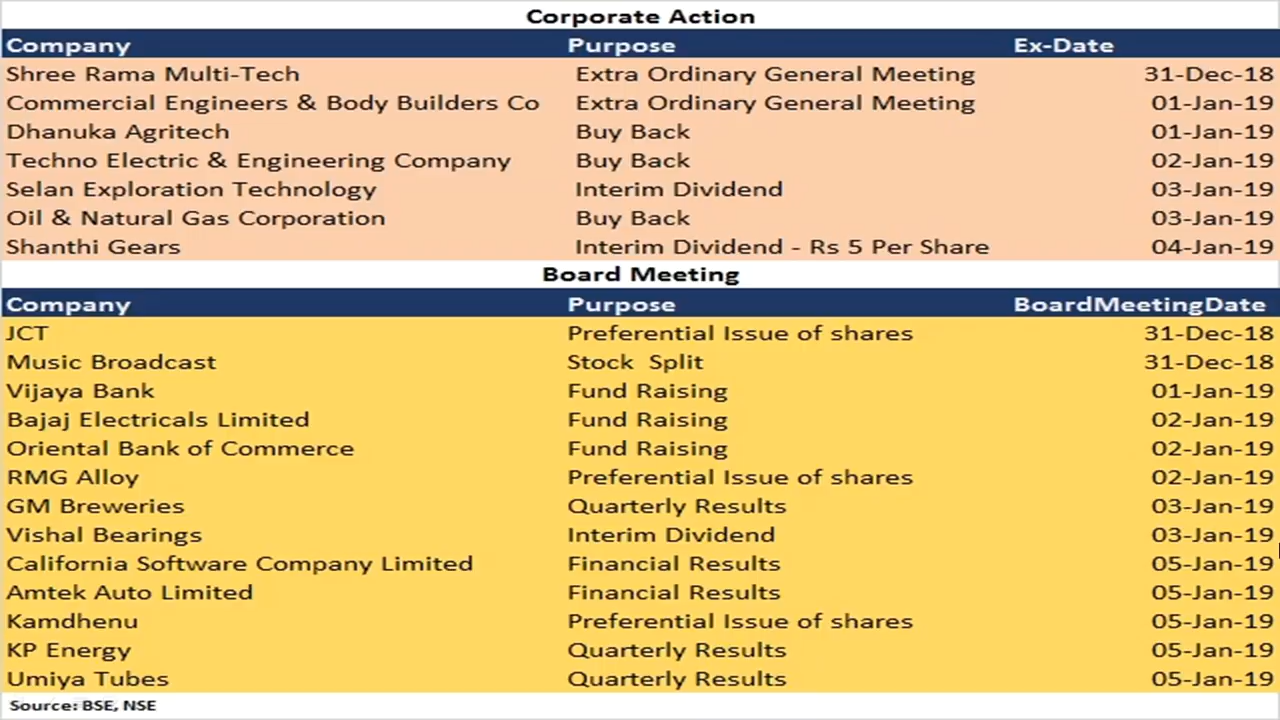 Corporate Action
Company Purpose Ex-Date
Shree Rama Multi-Tech Extra Ordinary General Meeting 31-Dec-18
Commercial Engineers & Body Builders Co Extra Ordinary General Meeting 01-Jan-19
Dhanuka Agritech Buy Back 01-Jan-19
Techno Electric & Engineering Company Buy Back 02-Jan-19
Selan Exploration Technology Interim Dividend 03-Jan-19
Oil & Natural Gas Corporation Buy Back 03-Jan-19
Shanthi Gears Interim Dividend - Rs 5 Per Share 04-Jan-19
Board Meeting
Company Purpose BoardMeetingDate
JCT Preferential Issue of shares 31-Dec-18
Music Broadcast Stock Split 31-Dec-18
Vijaya Bank Fund Raising 01-Jan-19
Bajaj Electricals Limited Fund Raising 02-Jan-19
Oriental Bank of Commerce Fund Raising 02-Jan-19
RMG Alloy Preferential Issue of shares 02-Jan-19
GM Breweries Quarterly Results 03-Jan-19
Vishal Bearings Interim Dividend 03-Jan-19
California Software Company Limited Financial Results 05-Jan-19
Amtek Auto Limited Financial Results 05-Jan-19
Kamdhenu Preferential Issue of shares 05-Jan-19
KP Energy Quarterly Results 05-Jan-19
Umiya Tubes Quarterly Results 05-Jan-19
Source: BSE, NSE